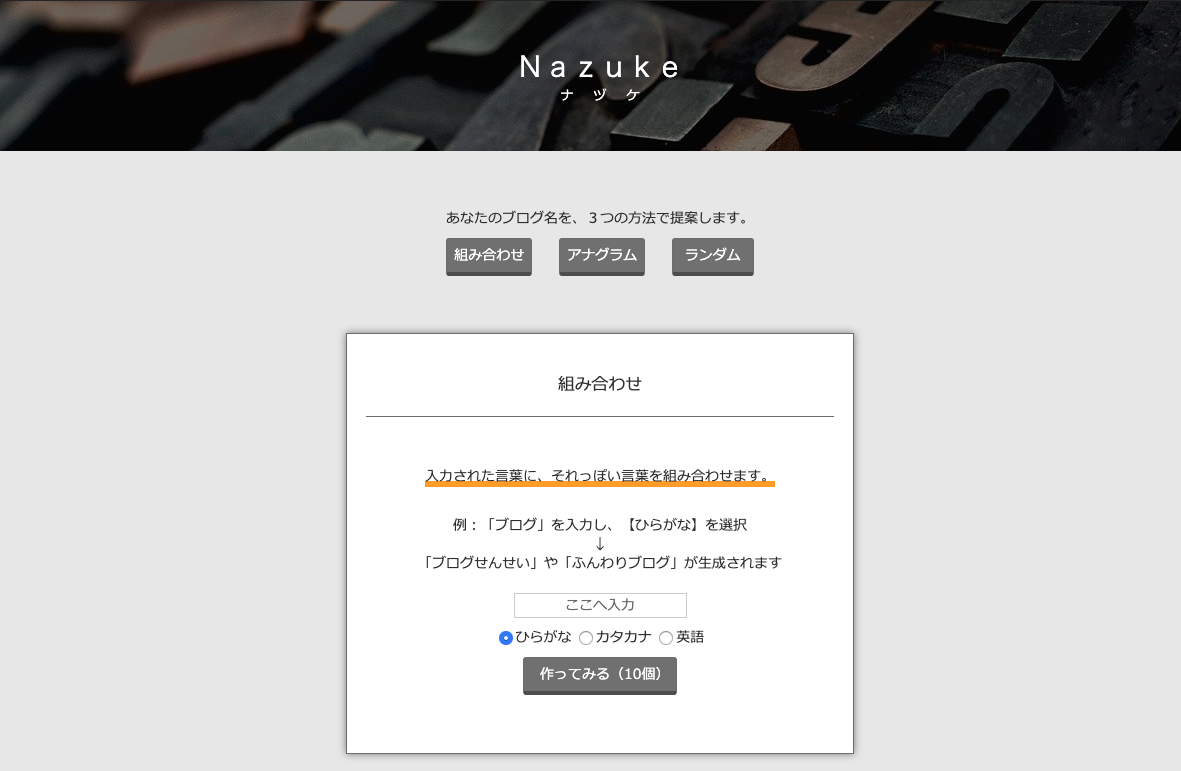 Nazuke
ナヅケ
あなたのブログ名を、３つの方法で提案します。
組み合わせ アナグラム ランダム
組み合わせ
入力された言葉に、それっぽい言葉を組み合わせます。
例：「ブログ」を入力し、【ひらがな】を選択
↓
「ブログせんせい」や「ふんわりブログ」が生成されます
ここへ入力
ひらがな カタカナ 英語
作ってみる（10個）